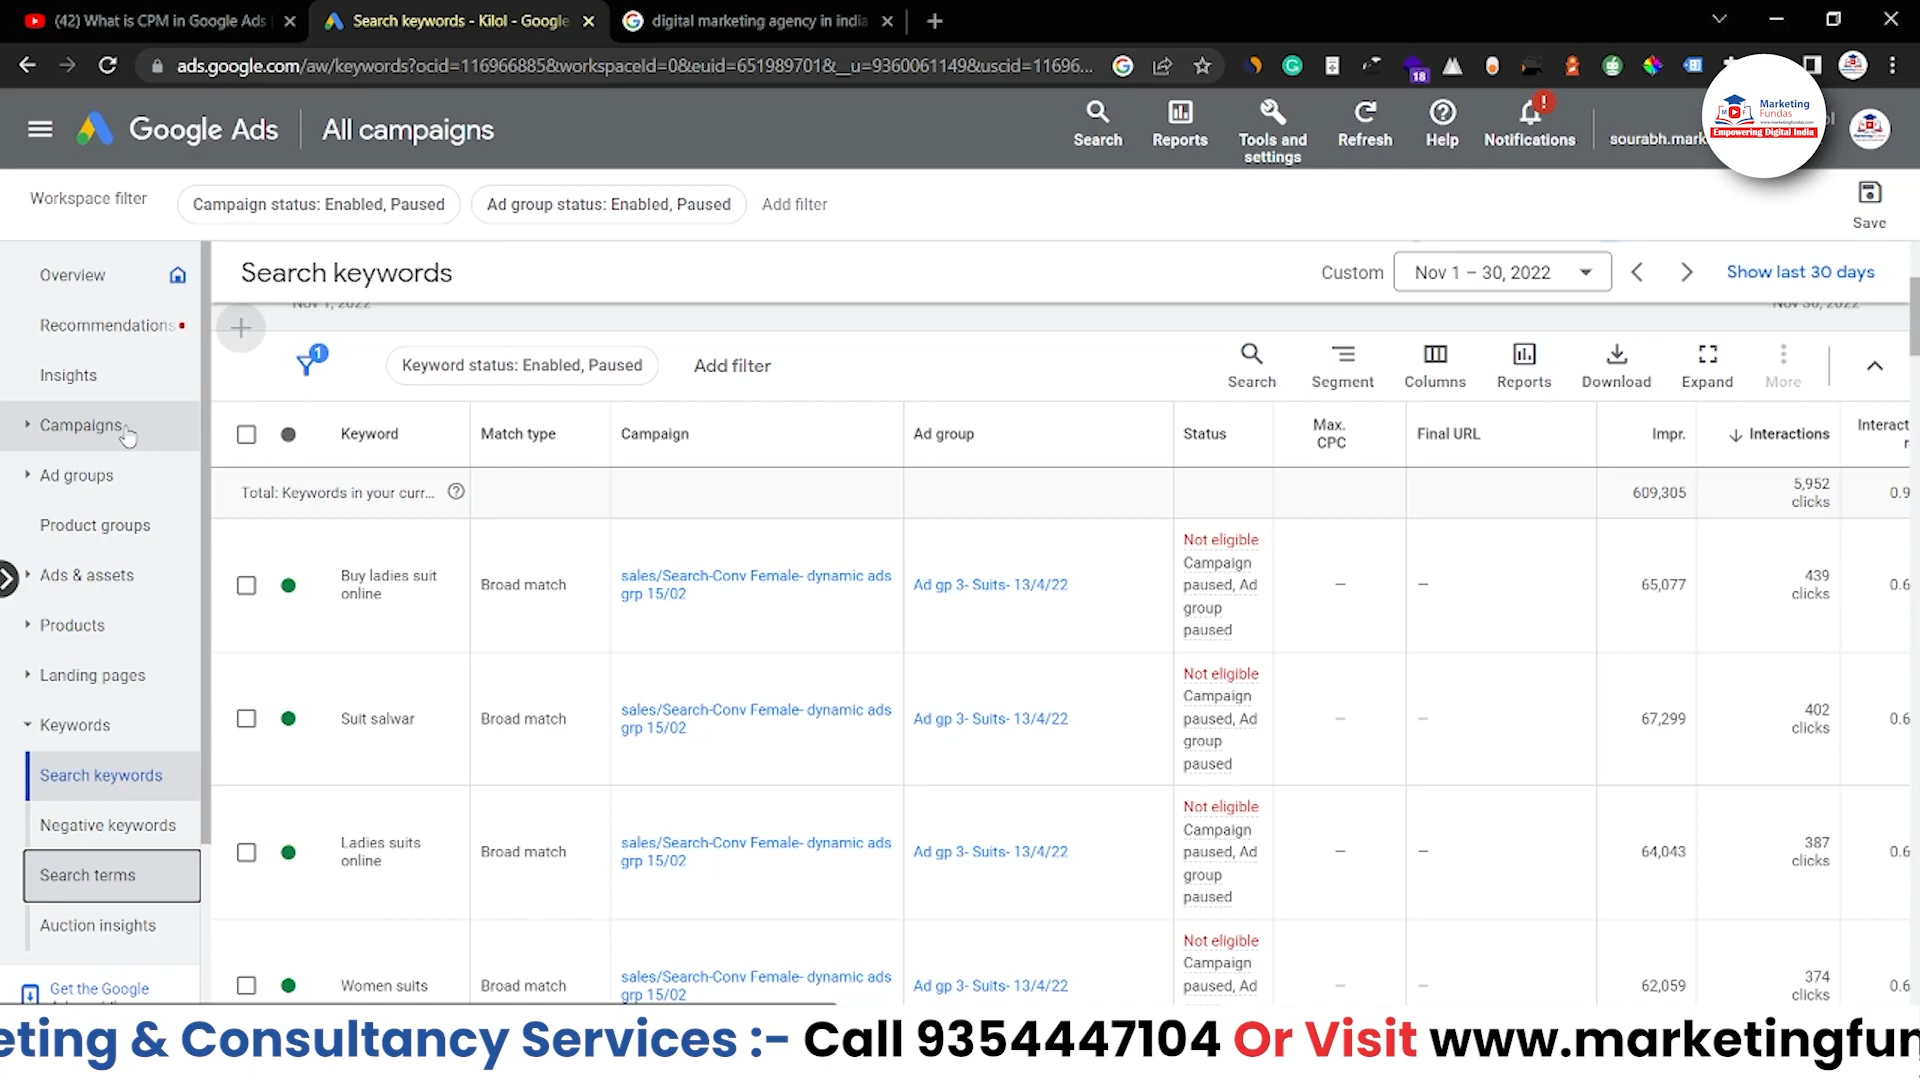 (42) What is CPM in Google Ads
Search keywords - Kilol - Google
digital marketing agency in india
ads.google.com/aw/keywords?ocid=116966885&workspaceId=0&euid=651989701&__u=9360061149&uscid=11696...
18
Google Ads
All campaigns
Search
Reports
Tools and settings
Refresh
Help
Notifications
sourabh.mark
Marketing
Fundas
www.marketingfundas.com
Empowering Digital India
Workspace filter
Campaign status: Enabled, Paused
Ad group status: Enabled, Paused
Add filter
Save
Overview
Recommendations
Insights
Campaigns
Ad groups
Product groups
Ads & assets
Products
Landing pages
Keywords
Search keywords
Negative keywords
Search terms
Auction insights
Get the Google
Search keywords
Custom
Nov 1 – 30, 2022
Show last 30 days
Nov 1, 2022
Nov 30, 2022
1
Keyword status: Enabled, Paused
Add filter
Search
Segment
Columns
Reports
Download
Expand
More
Keyword Match type Campaign Ad group Status Max. CPC Final URL Impr. Interactions Interact
Total: Keywords in your curr... 609,305 5,952 clicks 0.9
Buy ladies suit online Broad match sales/Search-Conv Female- dynamic ads grp 15/02 Ad gp 3- Suits- 13/4/22 Not eligible Campaign paused, Ad group paused – – 65,077 439 clicks 0.6
Suit salwar Broad match sales/Search-Conv Female- dynamic ads grp 15/02 Ad gp 3- Suits- 13/4/22 Not eligible Campaign paused, Ad group paused – – 67,299 402 clicks 0.6
Ladies suits online Broad match sales/Search-Conv Female- dynamic ads grp 15/02 Ad gp 3- Suits- 13/4/22 Not eligible Campaign paused, Ad group paused – – 64,043 387 clicks 0.6
Women suits Broad match sales/Search-Conv Female- dynamic ads grp 15/02 Ad gp 3- Suits- 13/4/22 Not eligible Campaign paused, Ad – – 62,059 374 clicks 0.6
eting & Consultancy Services :- Call 9354447104 Or Visit www.marketingfun